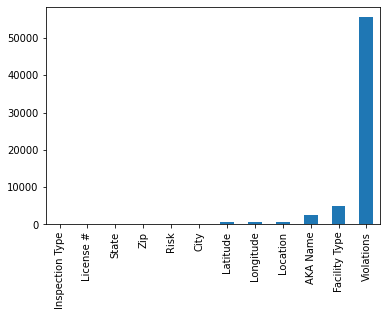 50000
40000
30000
20000
10000
0
Inspection Type
License #
State
Zip
Risk
City
Latitude
Longitude
Location
AKA Name
Facility Type
Violations